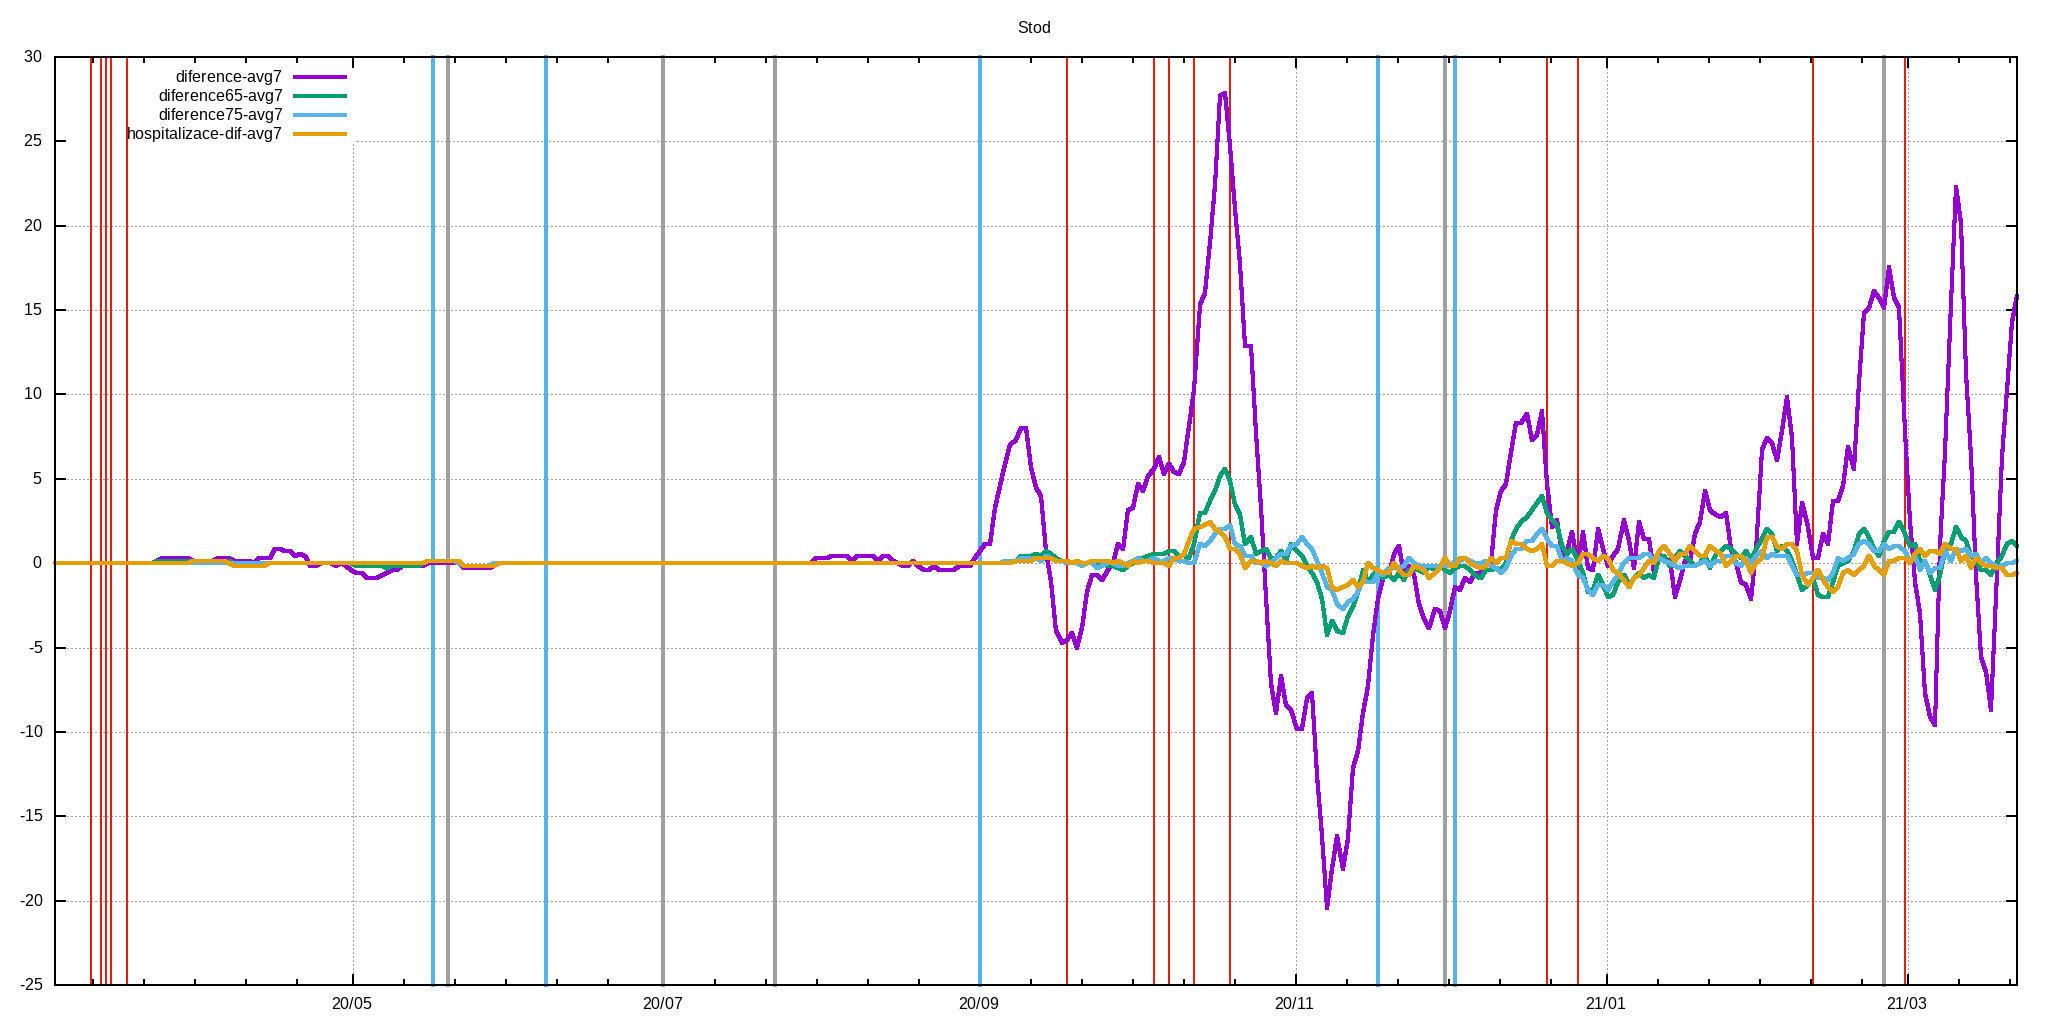 Stod
diference-avg7
diference65-avg7
diference75-avg7
hospitalizace-dif-avg7
30
25
20
15
10
5
0
-5
-10
-15
-20
-25
20/05 20/07 20/09 20/11 21/01 21/03